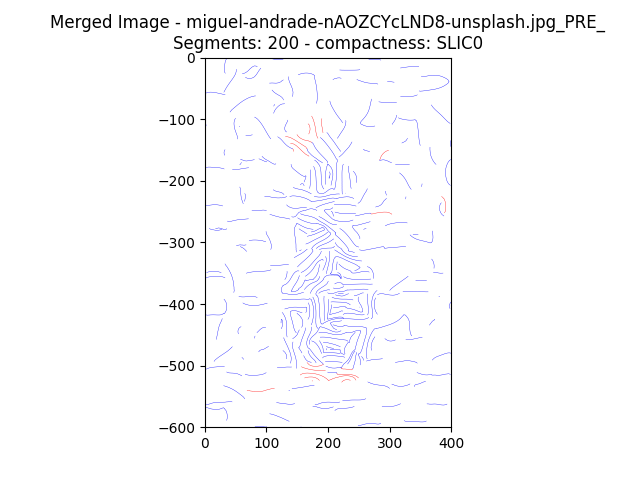 Merged Image - miguel-andrade-nAOZCYcLND8-unsplash.jpg_PRE_
Segments: 200 - compactness: SLIC0
0
−100
−200
−300
−400
−500
−600
0 100 200 300 400